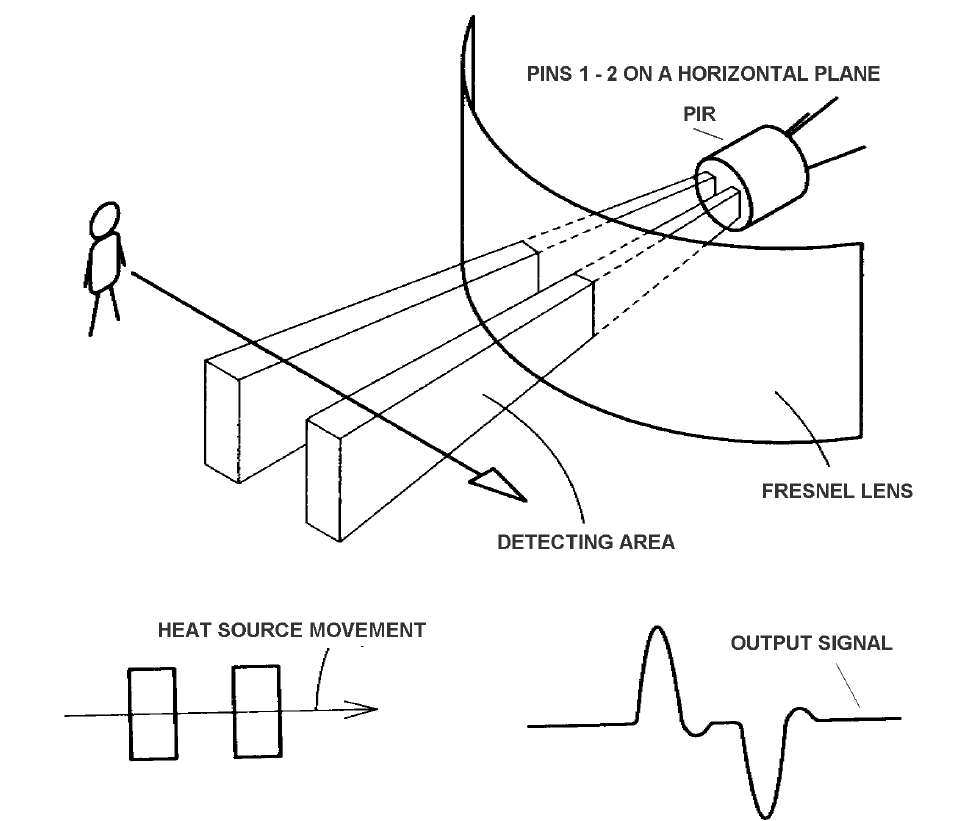 PINS 1 - 2 ON A HORIZONTAL PLANE
PIR
FRESNEL LENS
DETECTING AREA
HEAT SOURCE MOVEMENT
OUTPUT SIGNAL